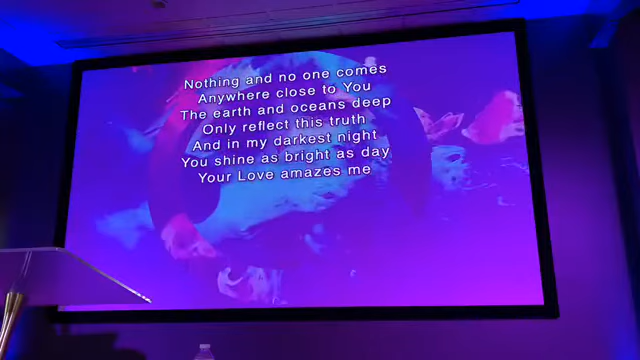 Nothing and no one comes
Anywhere close to You
The earth and oceans deep
Only reflect this truth
And in my darkest night
You shine as bright as day
Your Love amazes me